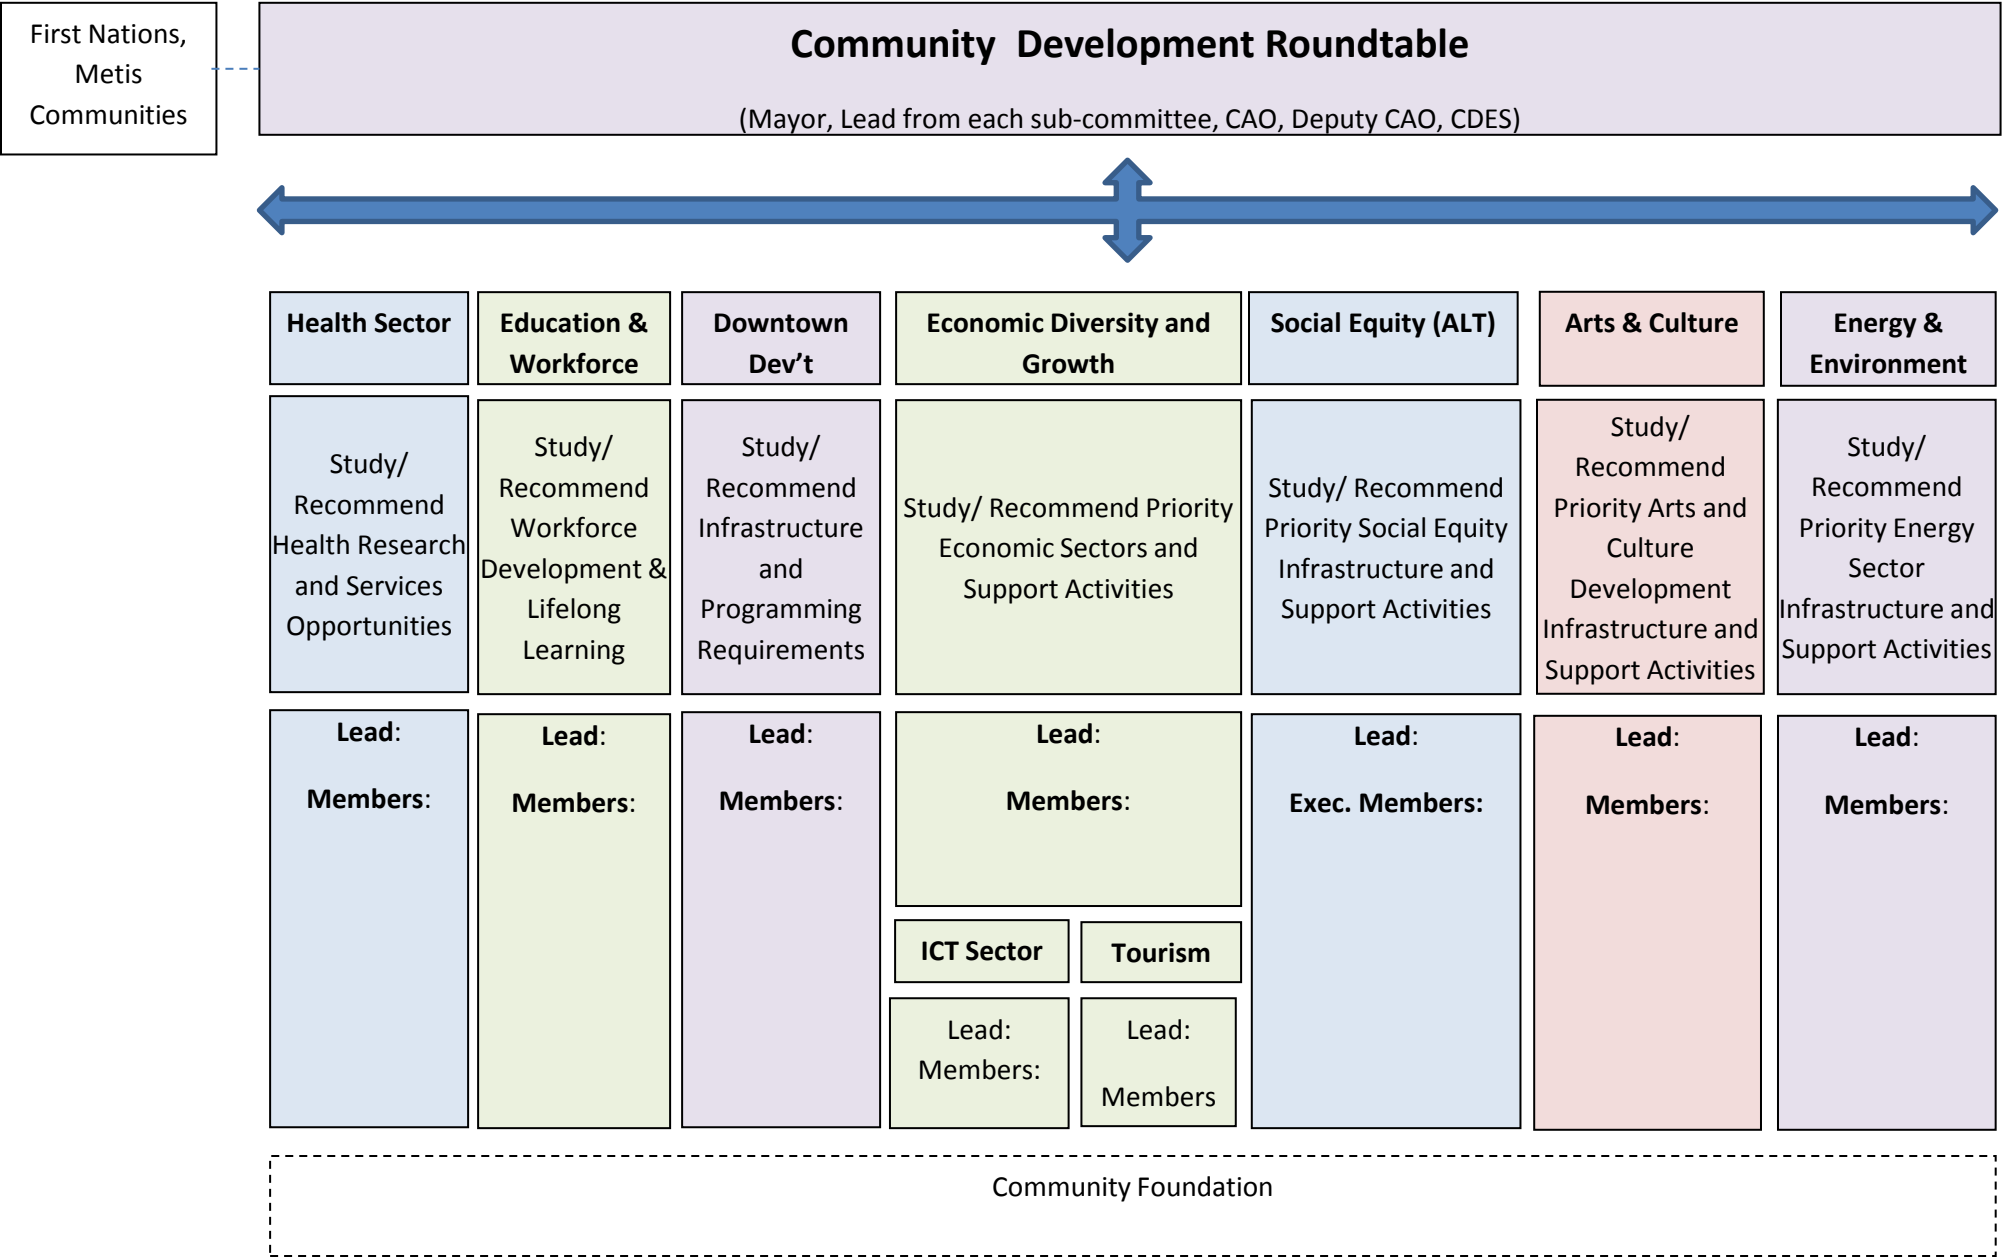 First Nations,
Metis
Communities
Community Development Roundtable
(Mayor, Lead from each sub-committee, CAO, Deputy CAO, CDES)
Health Sector
Education &
Workforce
Downtown
Dev’t
Economic Diversity and
Growth
Social Equity (ALT)
Arts & Culture
Energy &
Environment
Study/
Recommend
Health Research
and Services
Opportunities
Study/
Recommend
Workforce
Development &
Lifelong
Learning
Study/
Recommend
Infrastructure
and
Programming
Requirements
Study/ Recommend Priority
Economic Sectors and
Support Activities
Study/ Recommend
Priority Social Equity
Infrastructure and
Support Activities
Study/
Recommend
Priority Arts and
Culture
Development
Infrastructure and
Support Activities
Study/
Recommend
Priority Energy
Sector
Infrastructure and
Support Activities
Lead:
Members:
Lead:
Members:
Lead:
Members:
Lead:
Members:
Lead:
Exec. Members:
Lead:
Members:
Lead:
Members:
ICT Sector
Tourism
Lead:
Members:
Lead:
Members
Community Foundation